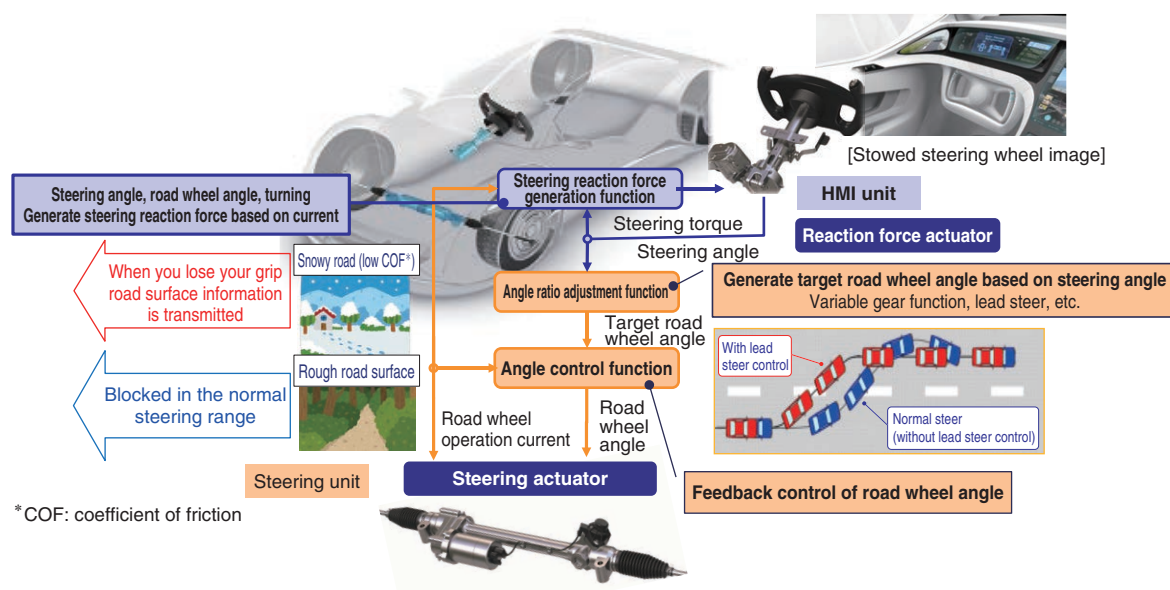 [Stowed steering wheel image]
HMI unit
Reaction force actuator
Steering reaction force
generation function
Steering angle, road wheel angle, turning
Generate steering reaction force based on current
Steering torque
Steering angle
When you lose your grip
road surface information
is transmitted
Snowy road (low COF*)
Angle ratio adjustment function
Generate target road wheel angle based on steering angle
Variable gear function, lead steer, etc.
Target road
wheel angle
With lead
steer control
Blocked in the normal
steering range
Rough road surface
Angle control function
Normal steer
(without lead steer control)
Road wheel
operation current
Road
wheel
angle
Steering unit
Steering actuator
Feedback control of road wheel angle
*COF: coefficient of friction